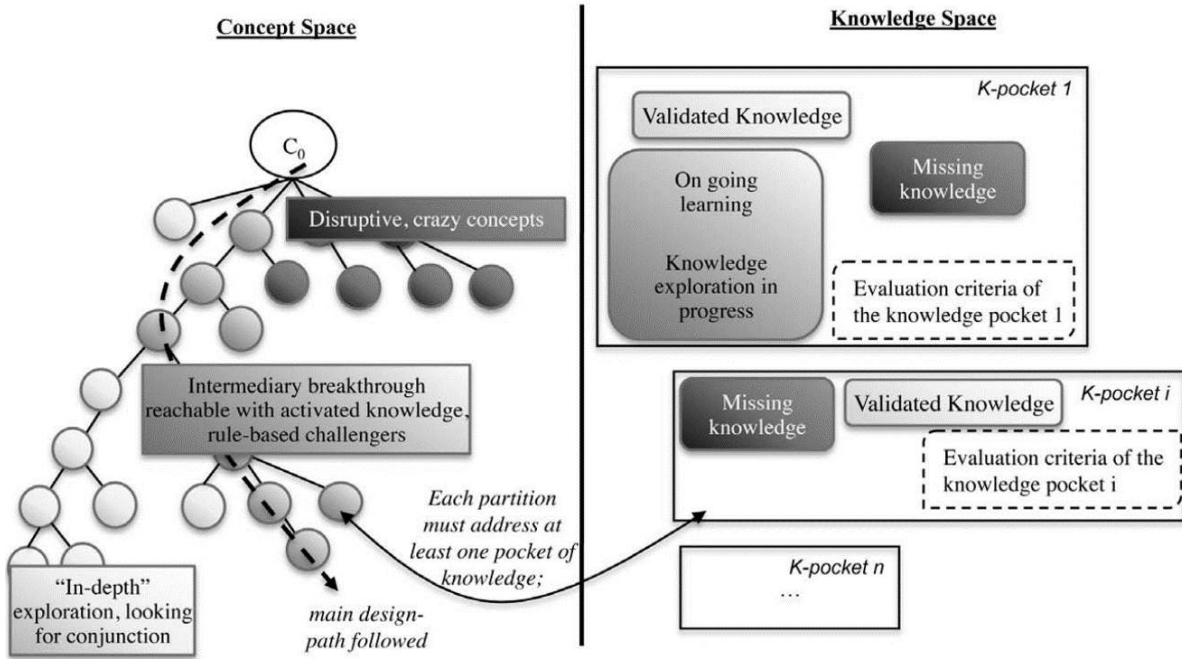 Concept Space
C0
Disruptive, crazy concepts
Intermediary breakthrough
reachable with activated knowledge,
rule-based challengers
Each partition
must address at
least one pocket of
knowledge;
"In-depth"
exploration, looking
for conjunction
main design-
path followed
Knowledge Space
K-pocket 1
Validated Knowledge
On going
learning
Knowledge
exploration in
progress
Missing
knowledge
Evaluation criteria of
the knowledge pocket 1
K-pocket i
Missing
knowledge
Validated Knowledge
Evaluation criteria of the
knowledge pocket i
K-pocket n
...